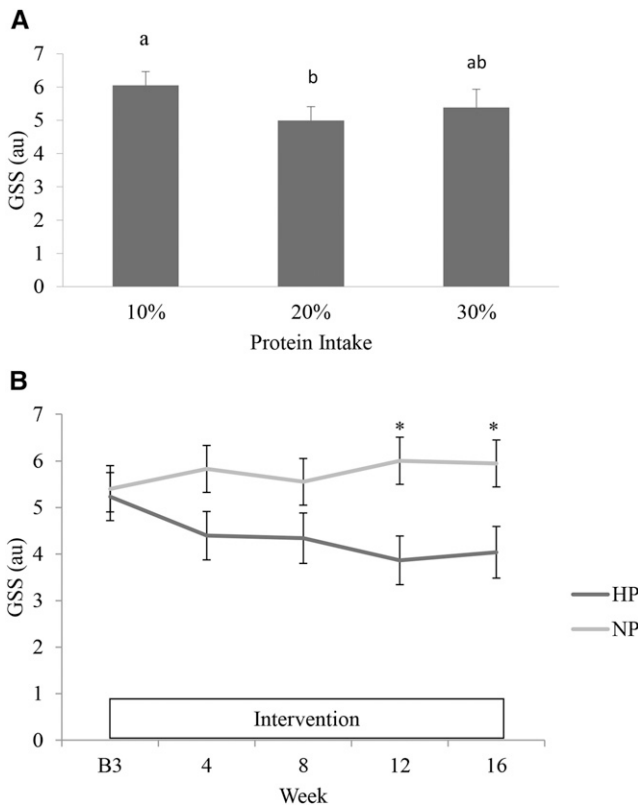 A
a
b
ab
7
6
5
4
3
2
1
0
GSS (au)
10% 20% 30%
Protein Intake
B
7
6
5
4
3
2
1
0
GSS (au)
* *
HP
NP
Intervention
B3 4 8 12 16
Week